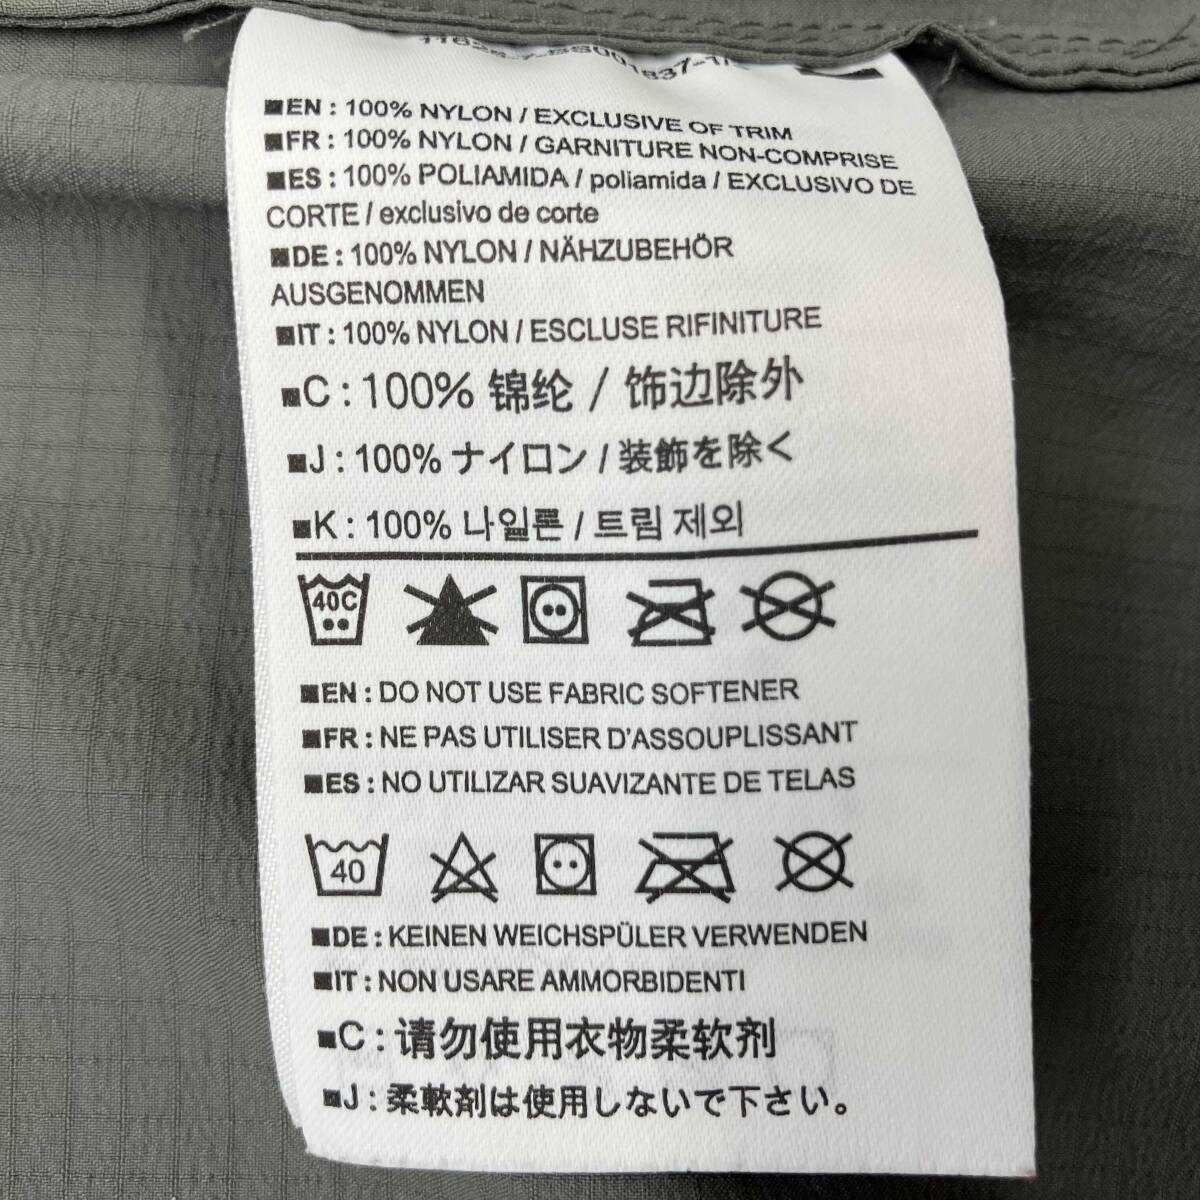 ■EN : 100% NYLON / EXCLUSIVE OF TRIM
■FR : 100% NYLON / GARNITURE NON-COMPRISE
■ES : 100% POLIAMIDA / poliamida / EXCLUSIVO DE
CORTE / exclusivo de corte
■DE : 100% NYLON / NÄHZUBEHÖR
AUSGENOMMEN
■IT : 100% NYLON / ESCLUSE RIFINITURE
■C : 100% 锦纶 / 饰边除外
■J : 100% ナイロン / 装飾を除く
■K : 100% 나일론 / 트림 제외
40C
■EN : DO NOT USE FABRIC SOFTENER
■FR : NE PAS UTILISER D'ASSOUPLISSANT
■ES : NO UTILIZAR SUAVIZANTE DE TELAS
40
■DE : KEINEN WEICHSPÜLER VERWENDEN
■IT : NON USARE AMMORBIDENTI
■C : 请勿使用衣物柔软剂
■J : 柔軟剤は使用しないで下さい。